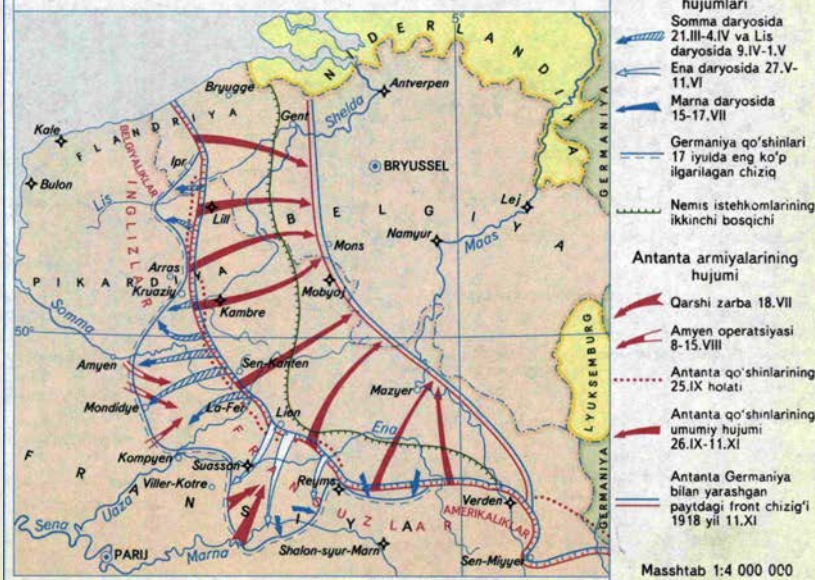 5°
50°
NIDERLANDIYA
GERMANIYA
Bryugge
Gent
Antverpen
Shelda
Kale
FLANDRIYA
BELGIYALIKLAR
INGLIZLAR
Ipr
Bulon
Lis
Lill
BRYUSSEL
BELGIYA
Lej
Namyur
Maas
Mons
Arras
PIKARDIYA
Kruaziy
Kambre
Mobyoj
Somma
Amyen
Sen-Kanten
Mondidye
La-Fer
Lion
Mazyer
Ena
LYUKSEMBURG
GERMANIYA
Kompyen
Suasson
Viller-Kotre
Reyms
Verden
FRANSIYA
FRANSUZLAR
AMERIKALIKLAR
Uaza
Sena
PARIJ
Marna
Shalon-syur-Marn
Sen-Miyyer
hujumlari
Somma daryosida
21.III-4.IV va Lis
daryosida 9.IV-1.V
Ena daryosida 27.V-
11.VI
Marna daryosida
15-17.VII
Germaniya qo'shinlari
17 iyulda eng ko'p
ilgarilagan chiziq
Nemis istehkomlarining
ikkinchi bosqichi
Antanta armiyalarining
hujumi
Qarshi zarba 18.VII
Amyen operatsiyasi
8-15.VIII
Antanta qo'shinlarining
25.IX holati
Antanta qo'shinlarining
umumiy hujumi
26.IX-11.XI
Antanta Germaniya
bilan yarashgan
paytdagi front chizig'i
1918 yil 11.XI
Masshtab 1:4 000 000